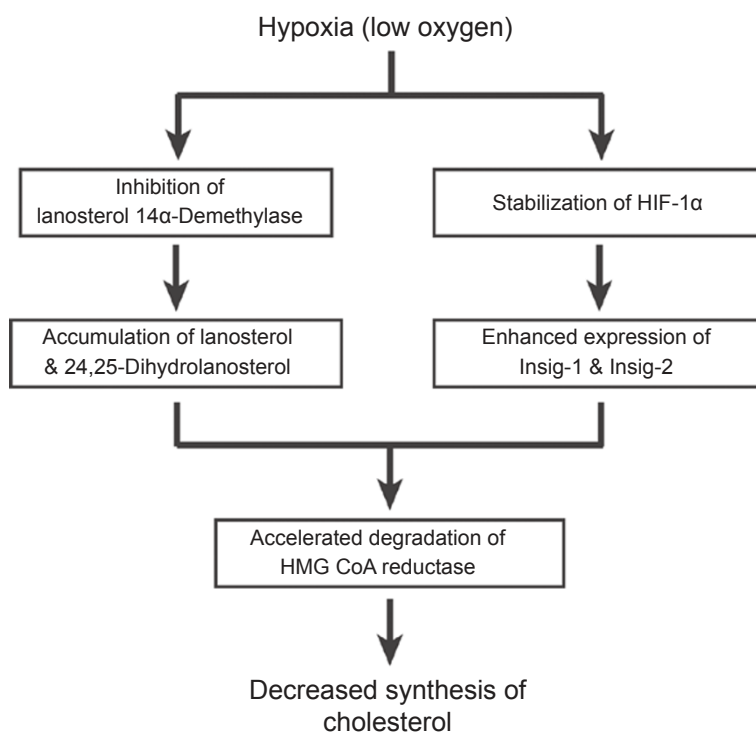 Hypoxia (low oxygen)
Inhibition of
lanosterol 14α-Demethylase
Stabilization of HIF-1α
Accumulation of lanosterol
& 24,25-Dihydrolanosterol
Enhanced expression of
Insig-1 & Insig-2
Accelerated degradation of
HMG CoA reductase
Decreased synthesis of
cholesterol